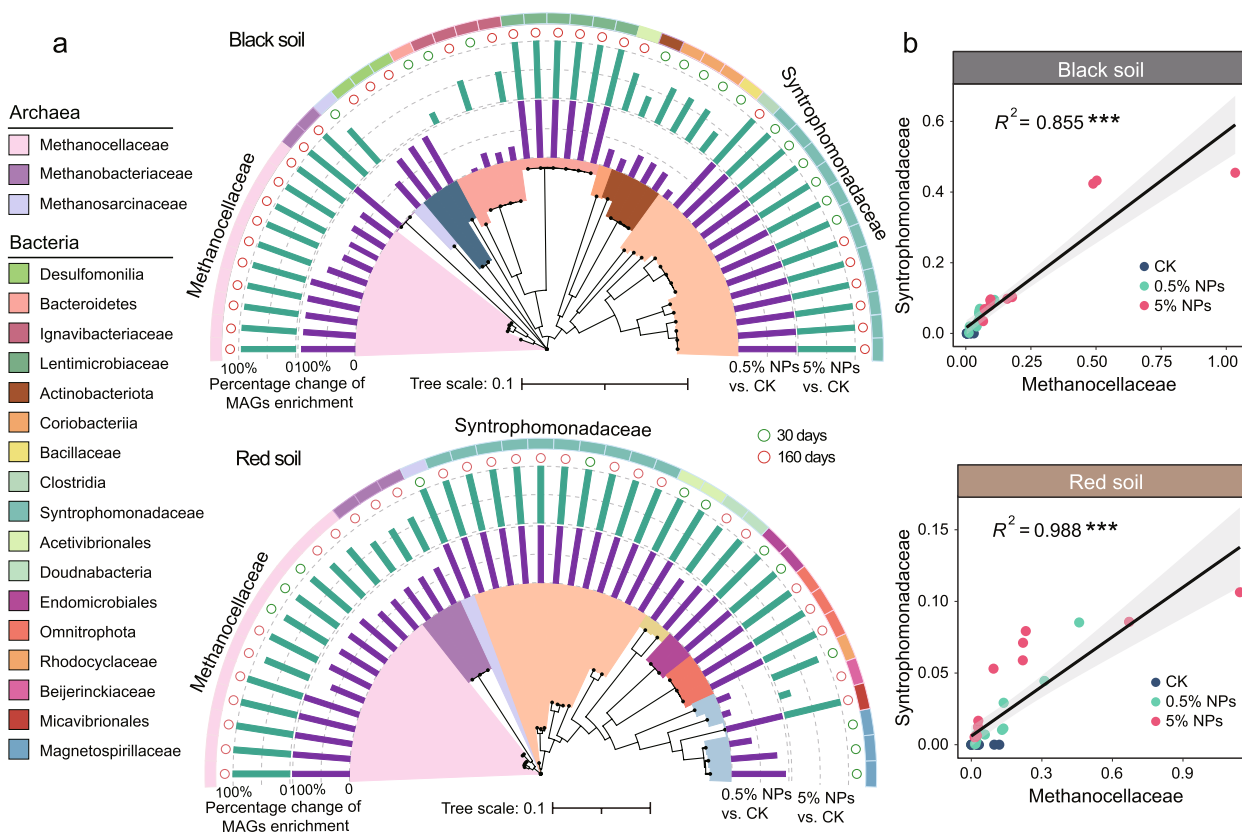 a
Black soil
Archaea
Methanocellaceae
Methanobacteriaceae
Methanosarcinaceae
Bacteria
Desulfomonilia
Bacteroidetes
Ignavibacteriaceae
Lentimicrobiaceae
Actinobacteriota
Coriobacteriia
Bacillaceae
Clostridia
Syntrophomonadaceae
Acetivibrionales
Doudnabacteria
Endomicrobiales
Omnitrophota
Rhodocyclaceae
Beijerinckiaceae
Micavibrionales
Magnetospirillaceae
Methanocellaceae
Syntrophomonadaceae
100% 0 100% 0
Percentage change of
MAGs enrichment
Tree scale: 0.1
0.5% NPs
vs. CK
5% NPs
vs. CK
Red soil
Syntrophomonadaceae
30 days
160 days
Methanocellaceae
100% 0 100% 0
Percentage change of
MAGs enrichment
Tree scale: 0.1
0.5% NPs
vs. CK
5% NPs
vs. CK
b
Black soil
R² = 0.855 ***
Syntrophomonadaceae
0.6
0.4
0.2
0.0
CK
0.5% NPs
5% NPs
0.00 0.25 0.50 0.75 1.00
Methanocellaceae
Red soil
R² = 0.988 ***
Syntrophomonadaceae
0.15
0.10
0.05
0.00
CK
0.5% NPs
5% NPs
0.0 0.3 0.6 0.9
Methanocellaceae